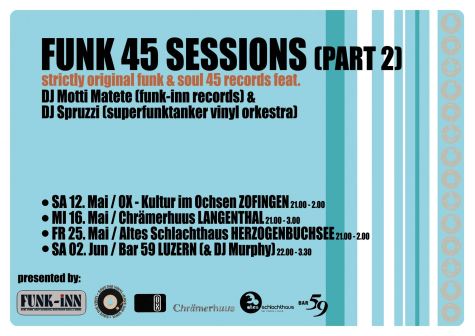 FUNK 45 SESSIONS (PART 2)
strictly original funk & soul 45 records feat.
DJ Motti Matete (funk-inn records) &
DJ Spruzzi (superfunktanker vinyl orkestra)
• SA 12. Mai / OX - Kultur im Ochsen ZOFINGEN 21.00 - 2.00
• MI 16. Mai / Chrämerhuus LANGENTHAL 21.00 - 3.00
• FR 25. Mai / Altes Schlachthaus HERZOGENBUCHSEE 21.00 - 2.00
• SA 02. Jun / Bar 59 LUZERN (& DJ Murphy) 22.00 - 3.30
presented by:
FUNK-iNN
Chrämerhuus
altes schlachthaus
BAR 59